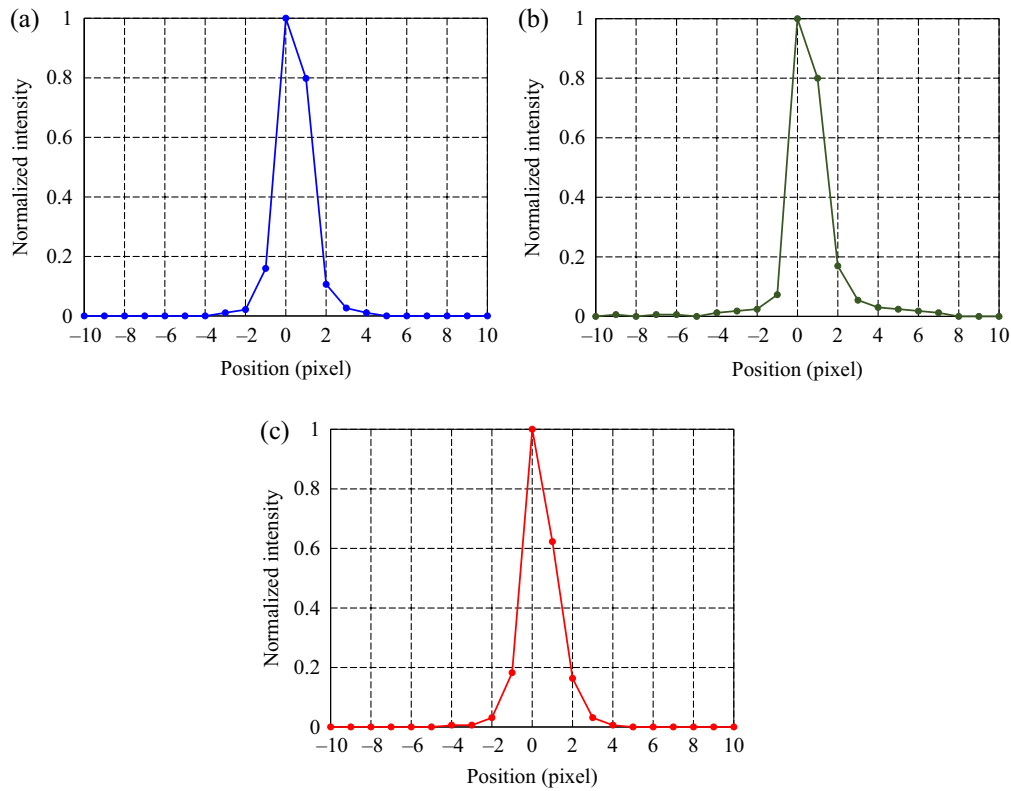 (a)
Normalized intensity
1
0.8
0.6
0.4
0.2
0
–10 –8 –6 –4 –2 0 2 4 6 8 10
Position (pixel)
(b)
Normalized intensity
1
0.8
0.6
0.4
0.2
0
–10 –8 –6 –4 –2 0 2 4 6 8 10
Position (pixel)
(c)
Normalized intensity
1
0.8
0.6
0.4
0.2
0
–10 –8 –6 –4 –2 0 2 4 6 8 10
Position (pixel)